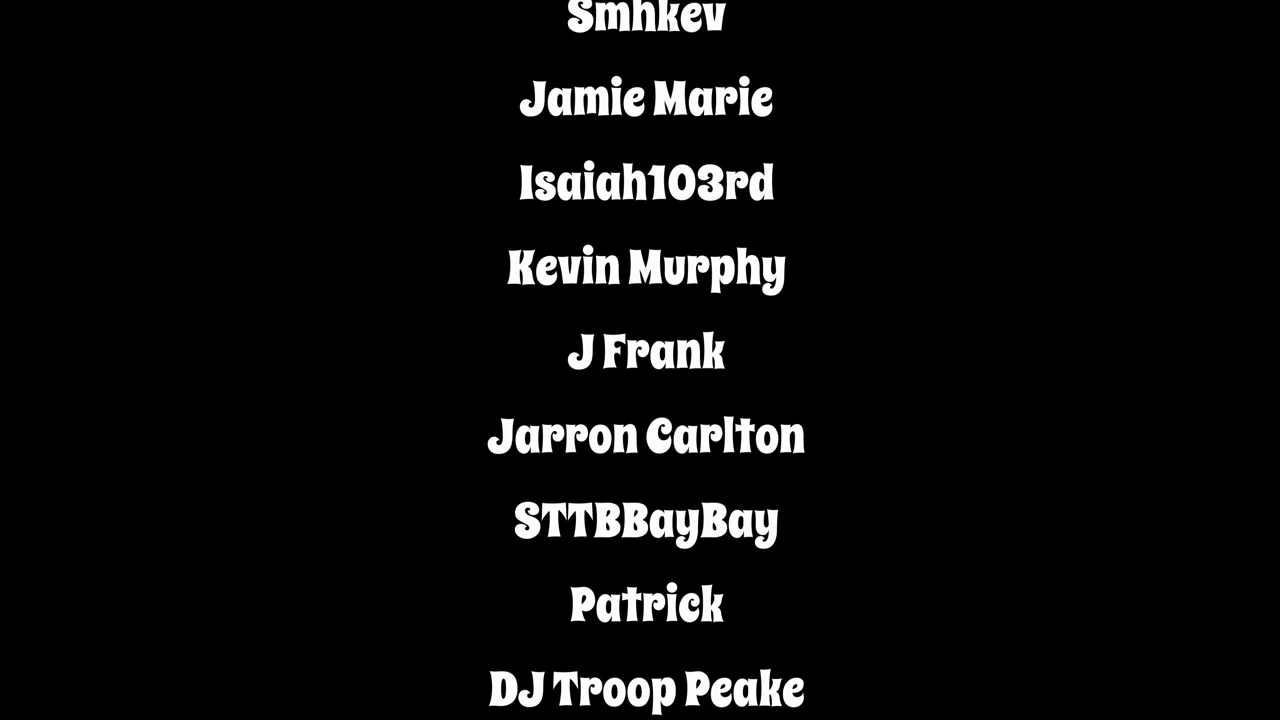 Smhkev
Jamie Marie
Isaiah103rd
Kevin Murphy
J Frank
Jarron Carlton
STTBBayBay
Patrick
DJ Troop Peake